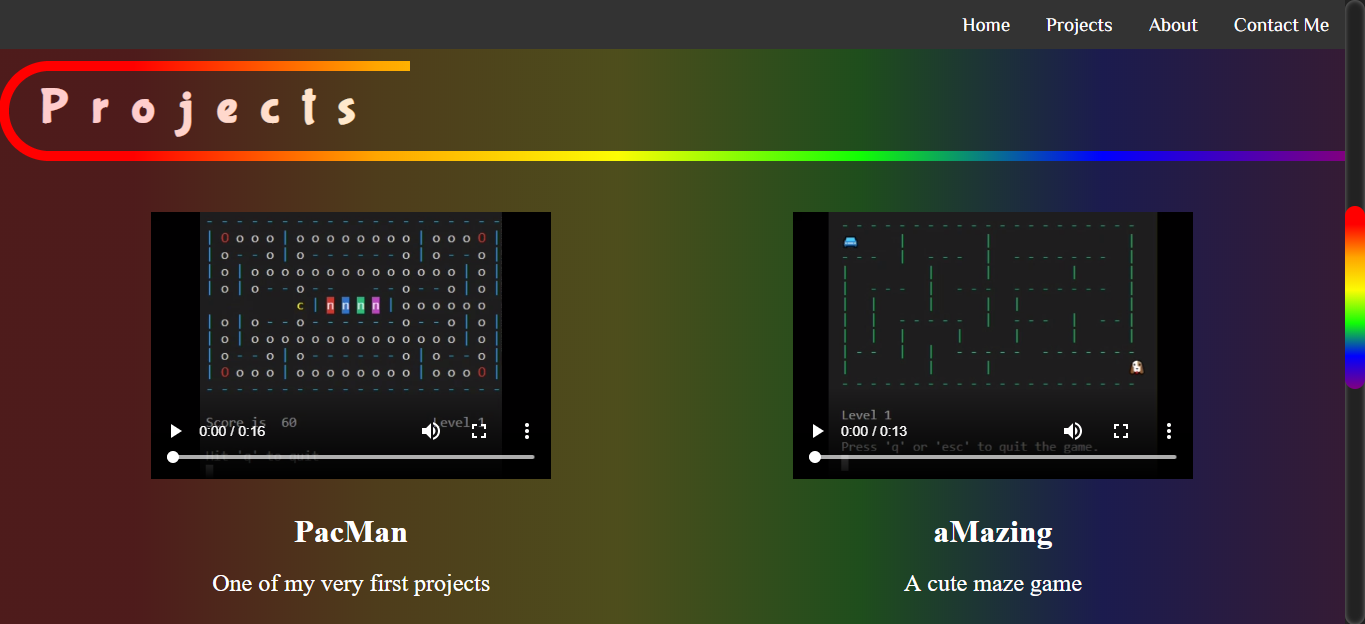 Home Projects About Contact Me
Projects
Score is 60 Level 1
Hit 'q' to quit
0:00 / 0:16
Level 1
Press 'q' or 'esc' to quit the game.
0:00 / 0:13
PacMan
One of my very first projects
aMazing
A cute maze game